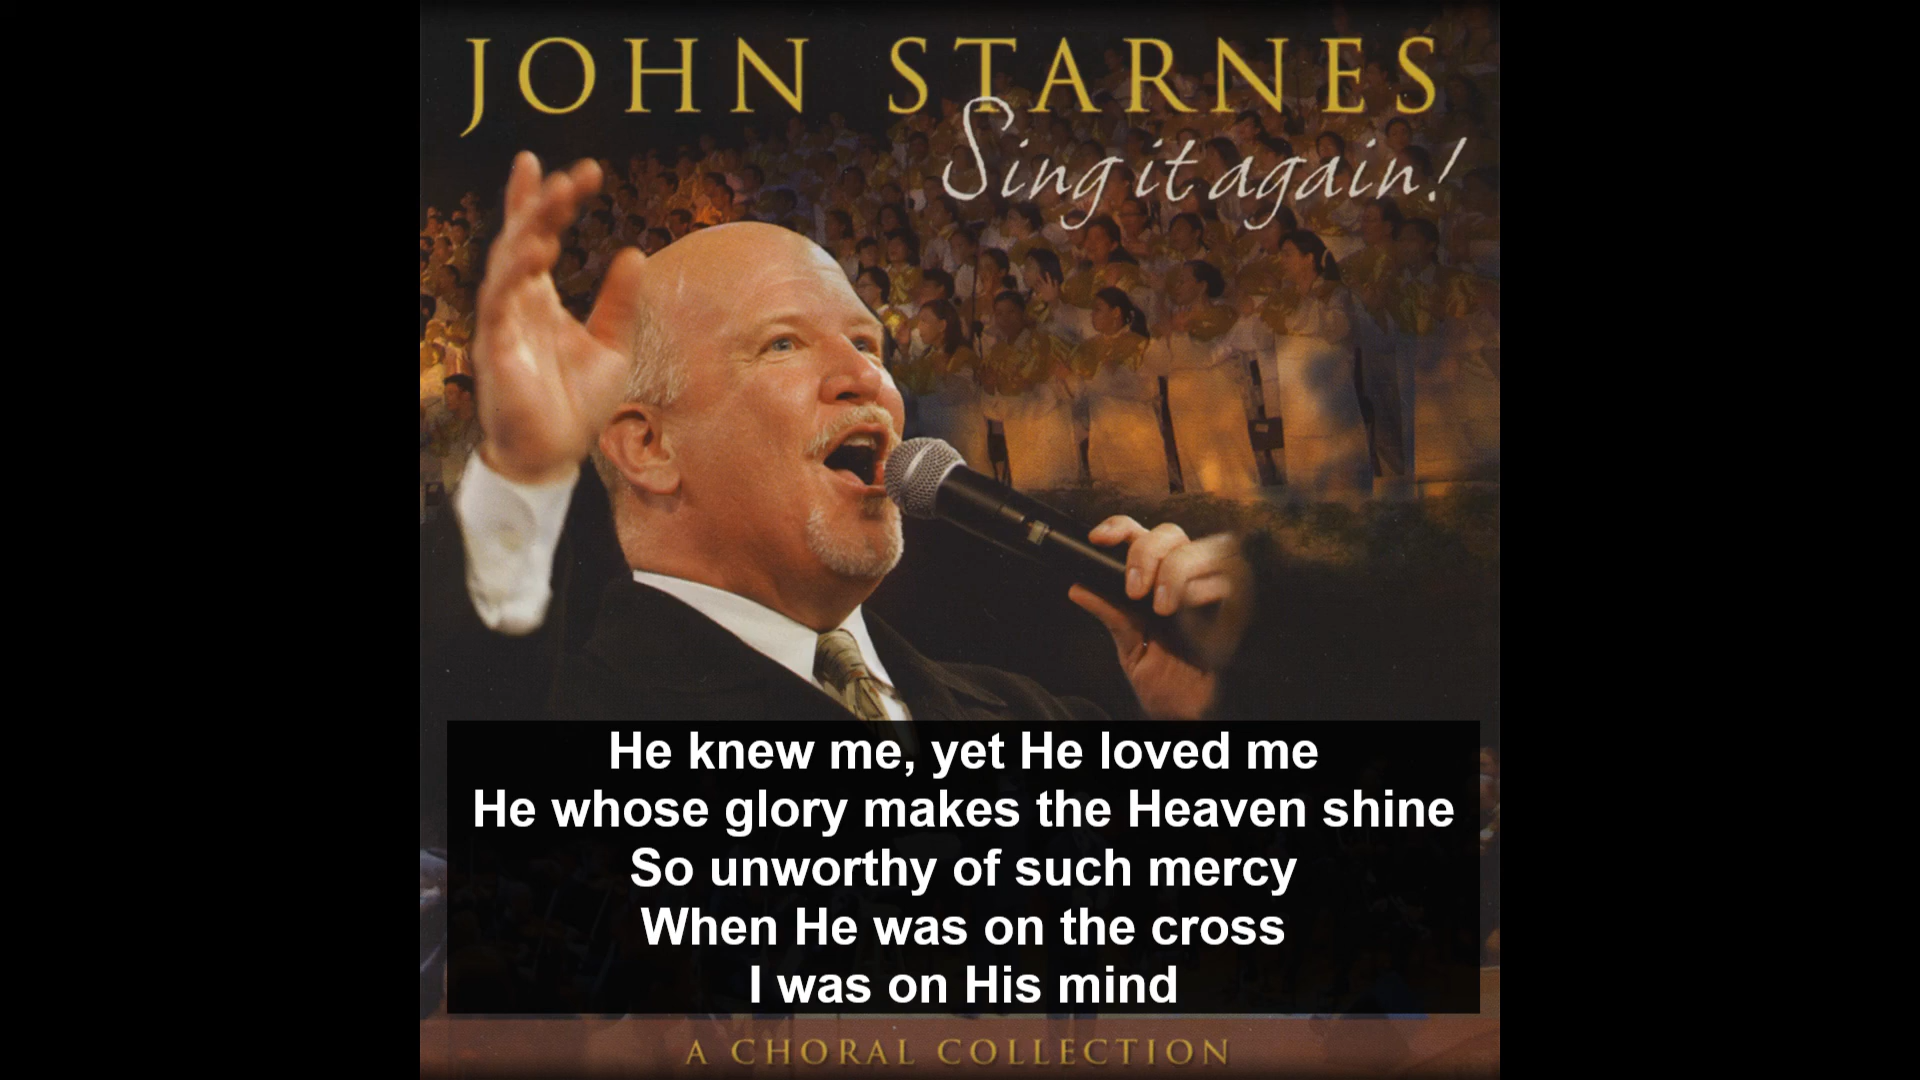 JOHN STARNES
Sing it again!
He knew me, yet He loved me
He whose glory makes the Heaven shine
So unworthy of such mercy
When He was on the cross
I was on His mind
A CHORAL COLLECTION